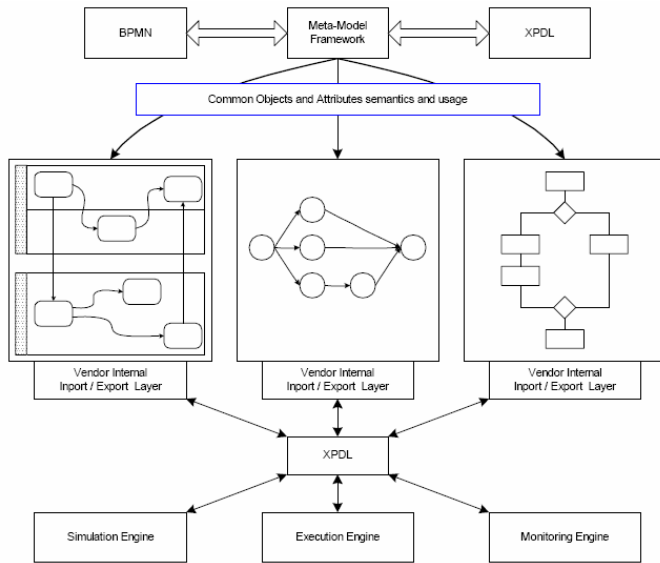 BPMN
Meta-Model
Framework
XPDL
Common Objects and Attributes semantics and usage
Vendor Internal
Inport / Export Layer
Vendor Internal
Inport / Export Layer
Vendor Internal
Inport / Export Layer
XPDL
Simulation Engine
Execution Engine
Monitoring Engine